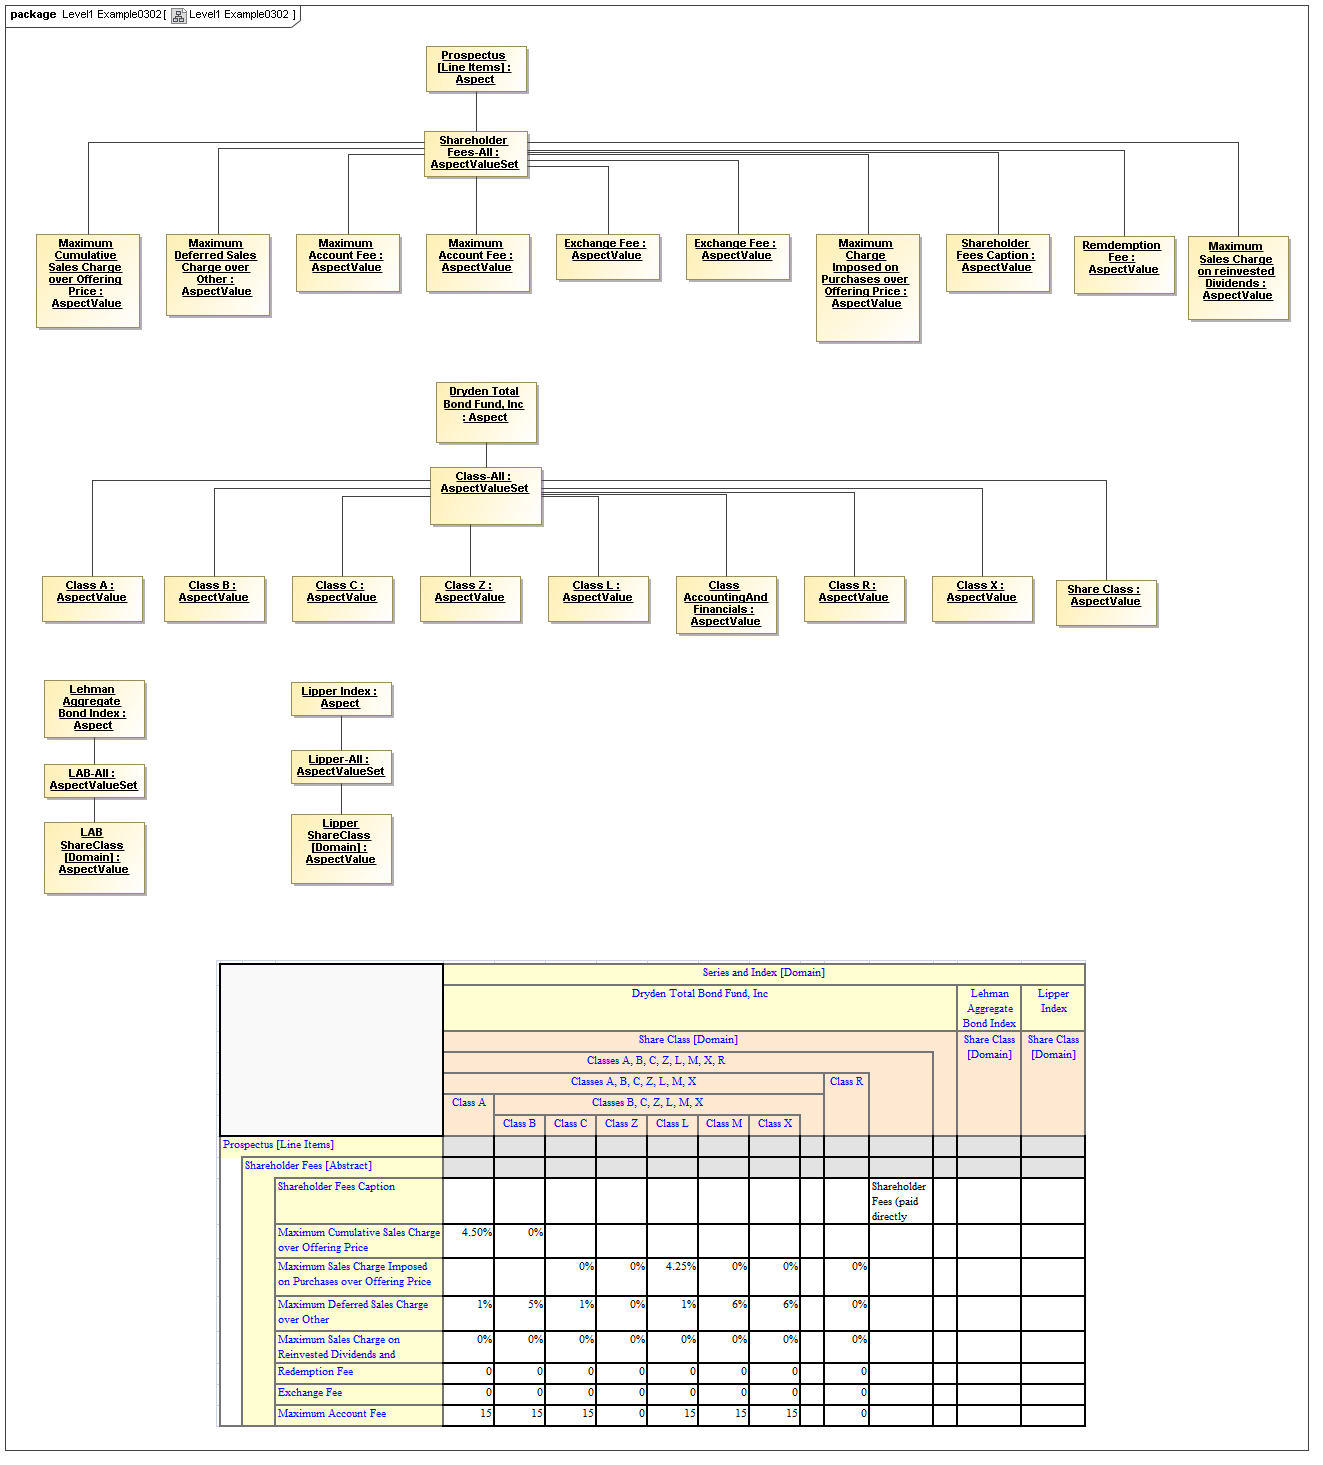 package Level1 Example0302 [ Level1 Example0302 ]
Prospectus
[Line Items] :
Aspect
Shareholder
Fees-All :
AspectValueSet
Maximum
Cumulative
Sales Charge
over Offering
Price :
AspectValue
Maximum
Deferred Sales
Charge over
Other :
AspectValue
Maximum
Account Fee :
AspectValue
Maximum
Account Fee :
AspectValue
Exchange Fee :
AspectValue
Exchange Fee :
AspectValue
Maximum
Charge
Imposed on
Purchases over
Offering Price :
AspectValue
Shareholder
Fees Caption :
AspectValue
Remdemption
Fee :
AspectValue
Maximum
Sales Charge
on reinvested
Dividends :
AspectValue
Dryden Total
Bond Fund, Inc
: Aspect
Class-All :
AspectValueSet
Class A :
AspectValue
Class B :
AspectValue
Class C :
AspectValue
Class Z :
AspectValue
Class L :
AspectValue
Class
AccountingAnd
Financials :
AspectValue
Class R :
AspectValue
Class X :
AspectValue
Share Class :
AspectValue
Lehman
Aggregate
Bond Index :
Aspect
LAB-All :
AspectValueSet
LAB
ShareClass
[Domain] :
AspectValue
Lipper Index :
Aspect
Lipper-All :
AspectValueSet
Lipper
ShareClass
[Domain] :
AspectValue
Series and Index [Domain]
Dryden Total Bond Fund, Inc
Lehman
Aggregate
Bond Index
Lipper
Index
Share Class [Domain]
Share Class
[Domain]
Share Class
[Domain]
Classes A, B, C, Z, L, M, X, R
Classes A, B, C, Z, L, M, X
Class R
Class A
Classes B, C, Z, L, M, X
Class B Class C Class Z Class L Class M Class X
Prospectus [Line Items]
Shareholder Fees [Abstract]
Shareholder Fees Caption
Shareholder
Fees (paid
directly
Maximum Cumulative Sales Charge
over Offering Price
4.50% 0%
Maximum Sales Charge Imposed
on Purchases over Offering Price
0% 0% 4.25% 0% 0% 0%
Maximum Deferred Sales Charge
over Other
1% 5% 1% 0% 1% 6% 6% 0%
Maximum Sales Charge on
Reinvested Dividends and
0% 0% 0% 0% 0% 0% 0% 0%
Redemption Fee 0 0 0 0 0 0 0 0
Exchange Fee 0 0 0 0 0 0 0 0
Maximum Account Fee 15 15 15 0 15 15 15 0